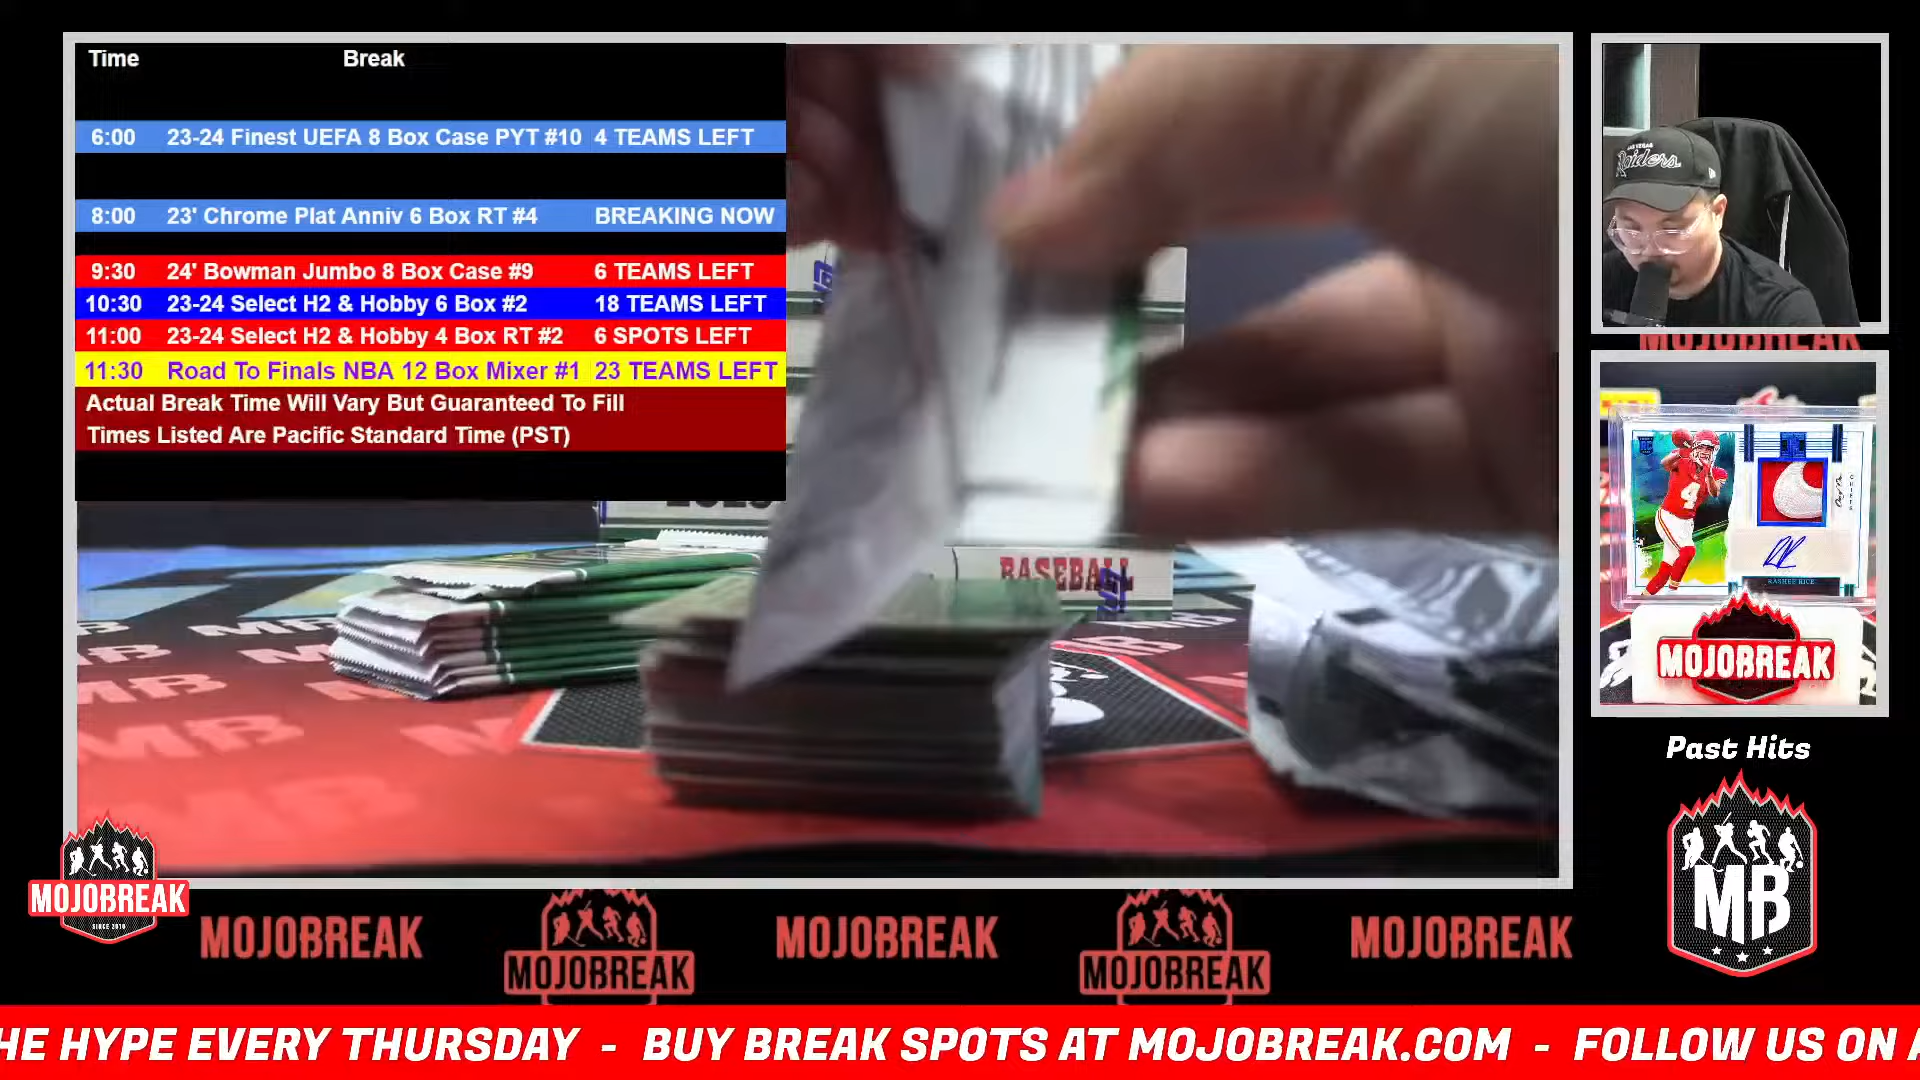 Time Break
6:00 23-24 Finest UEFA 8 Box Case PYT #10 4 TEAMS LEFT
8:00 23' Chrome Plat Anniv 6 Box RT #4 BREAKING NOW
9:30 24' Bowman Jumbo 8 Box Case #9 6 TEAMS LEFT
10:30 23-24 Select H2 & Hobby 6 Box #2 18 TEAMS LEFT
11:00 23-24 Select H2 & Hobby 4 Box RT #2 6 SPOTS LEFT
11:30 Road To Finals NBA 12 Box Mixer #1 23 TEAMS LEFT
Actual Break Time Will Vary But Guaranteed To Fill
Times Listed Are Pacific Standard Time (PST)
Raiders
BASEBALL
CHIEFS
RASHEE RICE
MOJOBREAK
Past Hits
MB
MOJOBREAK
SINCE 2010
MOJOBREAK
MOJOBREAK
MOJOBREAK
MOJOBREAK
MOJOBREAK
HE HYPE EVERY THURSDAY - BUY BREAK SPOTS AT MOJOBREAK.COM - FOLLOW US ON